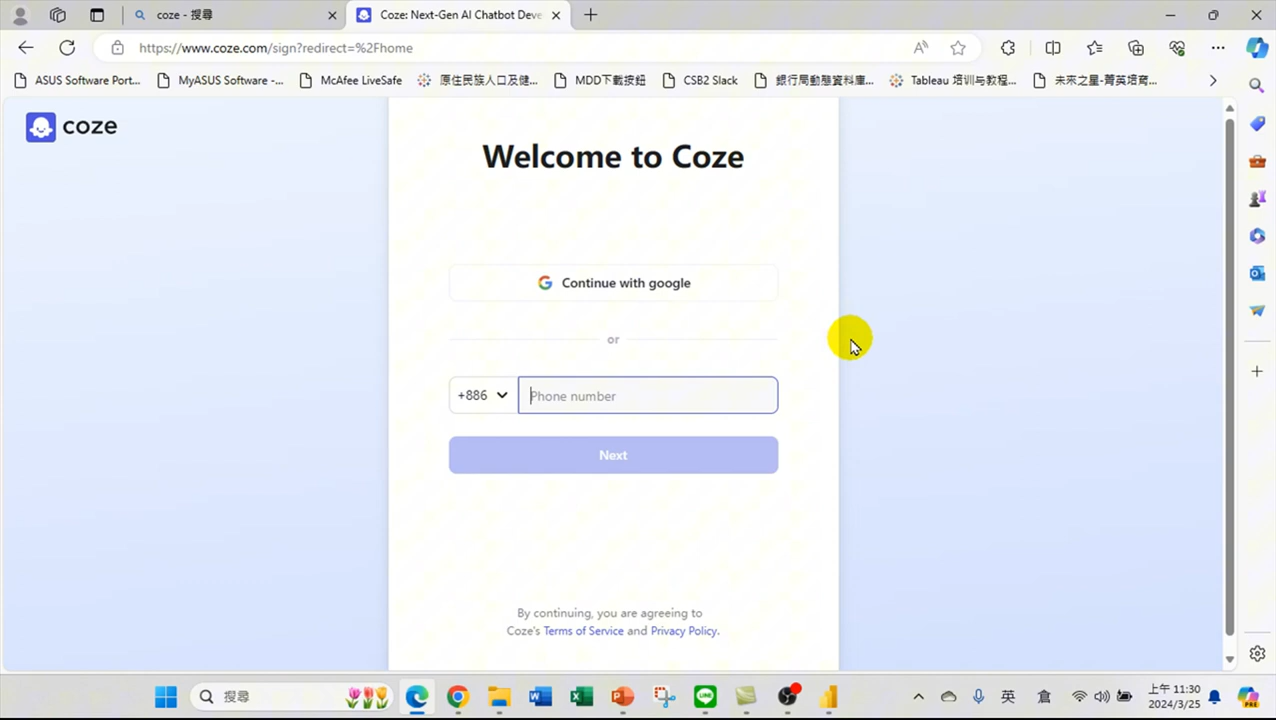 coze - 搜尋
Coze: Next-Gen AI Chatbot Deve
https://www.coze.com/sign?redirect=%2Fhome
ASUS Software Port...
MyASUS Software -...
McAfee LiveSafe
原住民族人口及健...
MDD下載按鈕
CSB2 Slack
銀行局動態資料庫...
Tableau 培训与教程...
未來之星-菁英培育...
coze
Welcome to Coze
Continue with google
or
+886
Phone number
Next
By continuing, you are agreeing to
Coze's Terms of Service and Privacy Policy.
搜尋
英
上午 11:30
2024/3/25
PRE